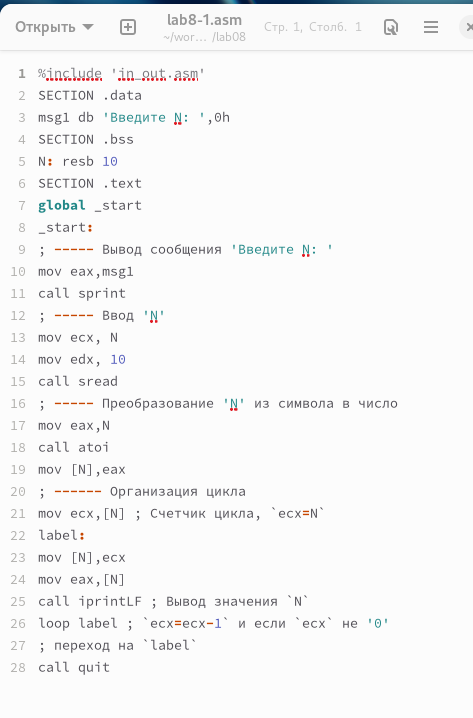 Открыть
lab8-1.asm
~/wor… /lab08
Стр. 1, Столб. 1
1 %include 'in_out.asm'
2 SECTION .data
3 msg1 db 'Введите N: ',0h
4 SECTION .bss
5 N: resb 10
6 SECTION .text
7 global _start
8 _start:
9 ; ----- Вывод сообщения 'Введите N: '
10 mov eax,msg1
11 call sprint
12 ; ----- Ввод 'N'
13 mov ecx, N
14 mov edx, 10
15 call sread
16 ; ----- Преобразование 'N' из символа в число
17 mov eax,N
18 call atoi
19 mov [N],eax
20 ; ------ Организация цикла
21 mov ecx,[N] ; Счетчик цикла, `ecx=N`
22 label:
23 mov [N],ecx
24 mov eax,[N]
25 call iprintLF ; Вывод значения `N`
26 loop label ; `ecx=ecx-1` и если `ecx` не '0'
27 ; переход на `label`
28 call quit